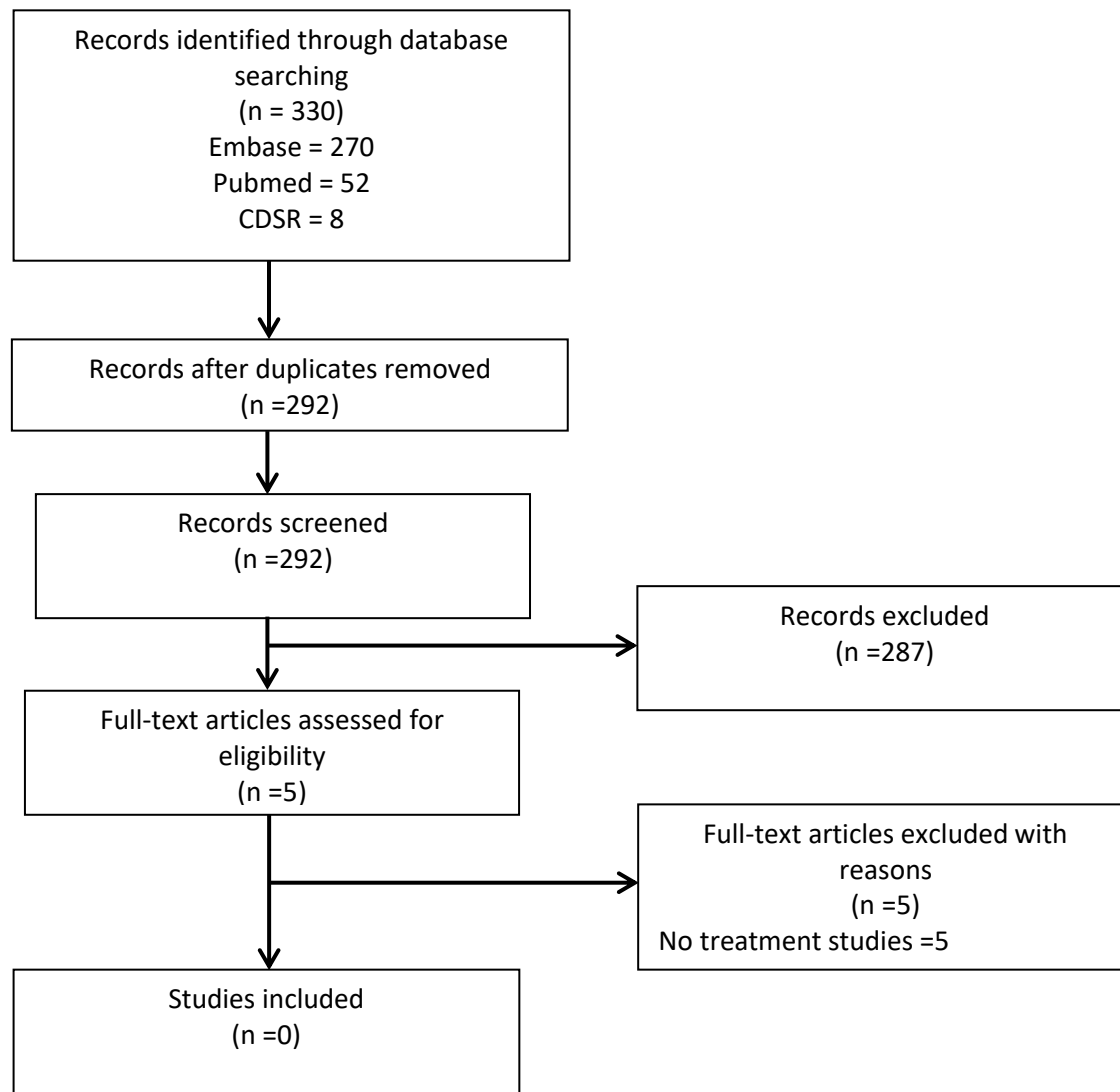 Records identified through database
searching
(n = 330)
Embase = 270
Pubmed = 52
CDSR = 8
Records after duplicates removed
(n =292)
Records screened
(n =292)
Records excluded
(n =287)
Full-text articles assessed for
eligibility
(n =5)
Full-text articles excluded with
reasons
(n =5)
No treatment studies =5
Studies included
(n =0)